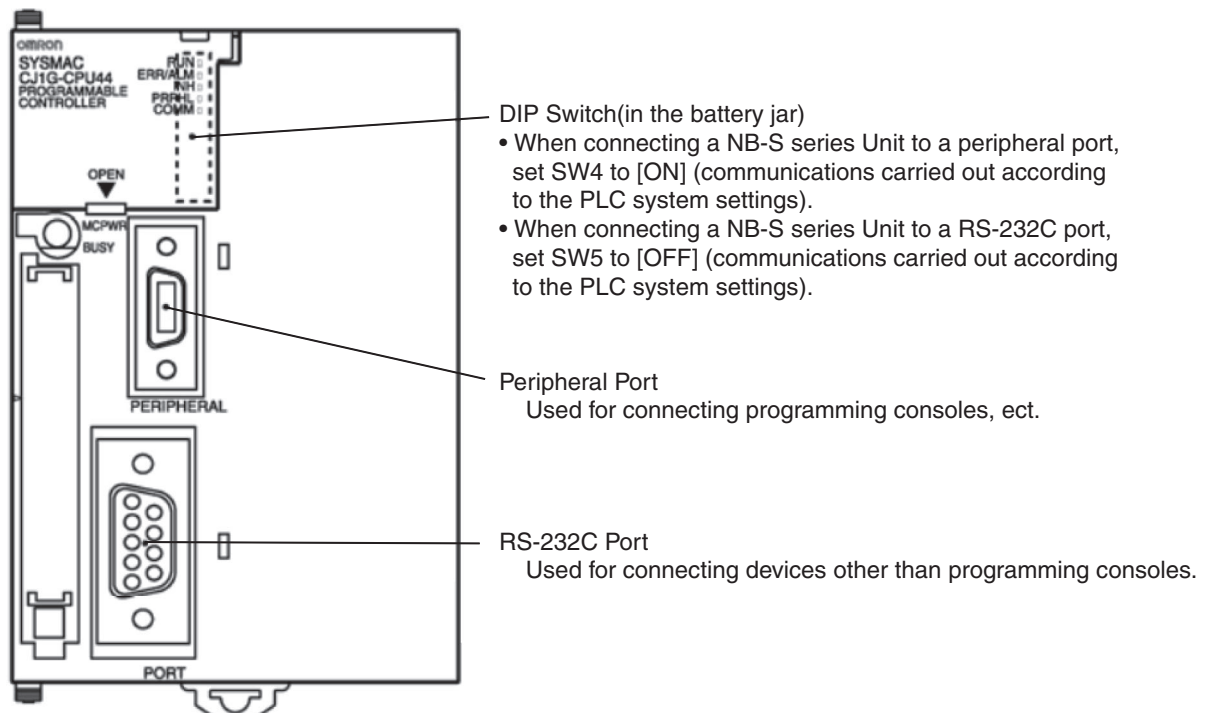 OMRON
SYSMAC
CJ1G-CPU44
PROGRAMMABLE
CONTROLLER
RUN
ERR/ALM
INH
PRPHL
COMM
OPEN
MCPWR
BUSY
PERIPHERAL
PORT
DIP Switch(in the battery jar)
• When connecting a NB-S series Unit to a peripheral port,
set SW4 to [ON] (communications carried out according
to the PLC system settings).
• When connecting a NB-S series Unit to a RS-232C port,
set SW5 to [OFF] (communications carried out according
to the PLC system settings).
Peripheral Port
Used for connecting programming consoles, ect.
RS-232C Port
Used for connecting devices other than programming consoles.